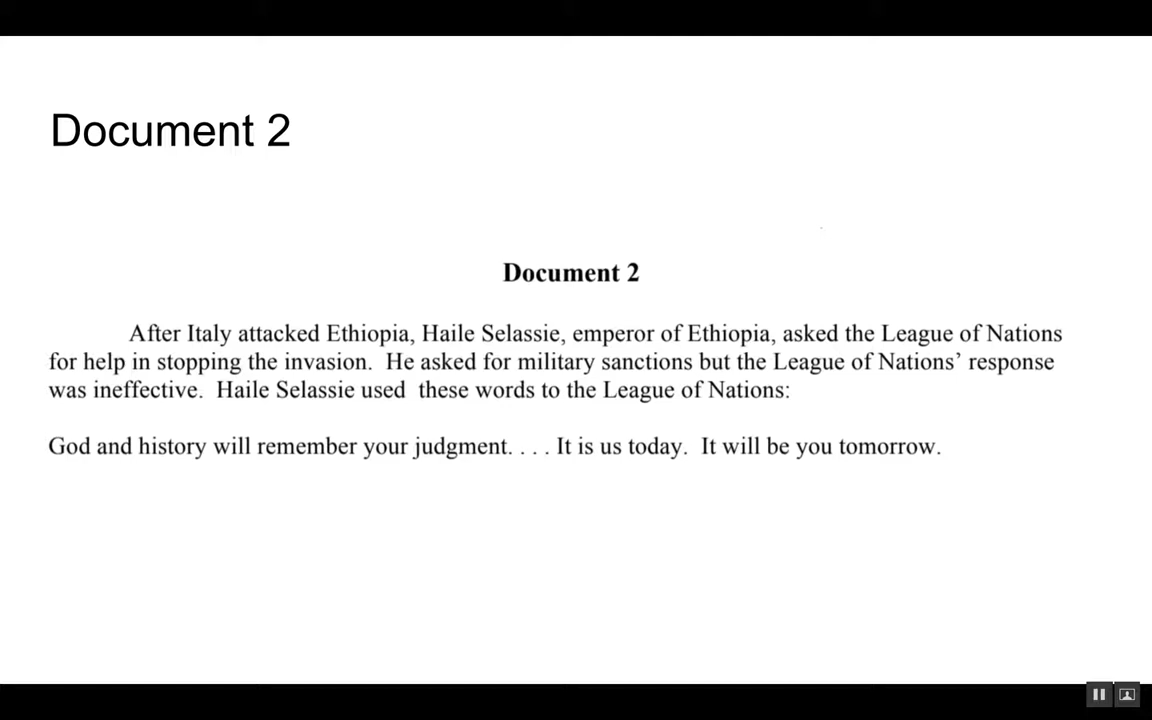 Document 2
Document 2
After Italy attacked Ethiopia, Haile Selassie, emperor of Ethiopia, asked the League of Nations
for help in stopping the invasion. He asked for military sanctions but the League of Nations’ response
was ineffective. Haile Selassie used these words to the League of Nations:
God and history will remember your judgment. . . . It is us today. It will be you tomorrow.